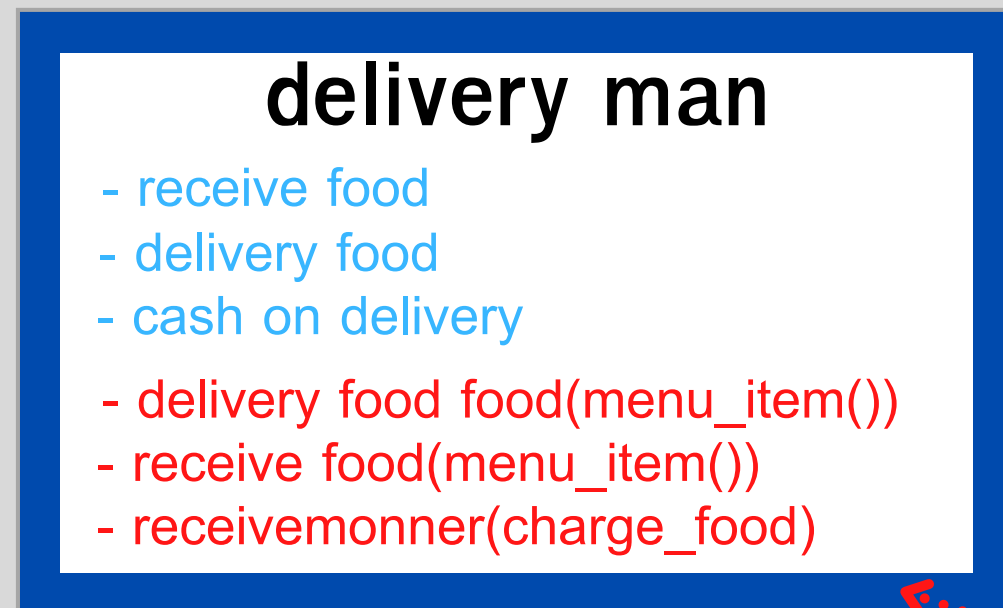 delivery man
- receive food
- delivery food
- cash on delivery
- delivery food food(menu_item())
- receive food(menu_item())
- receivemonner(charge_food)